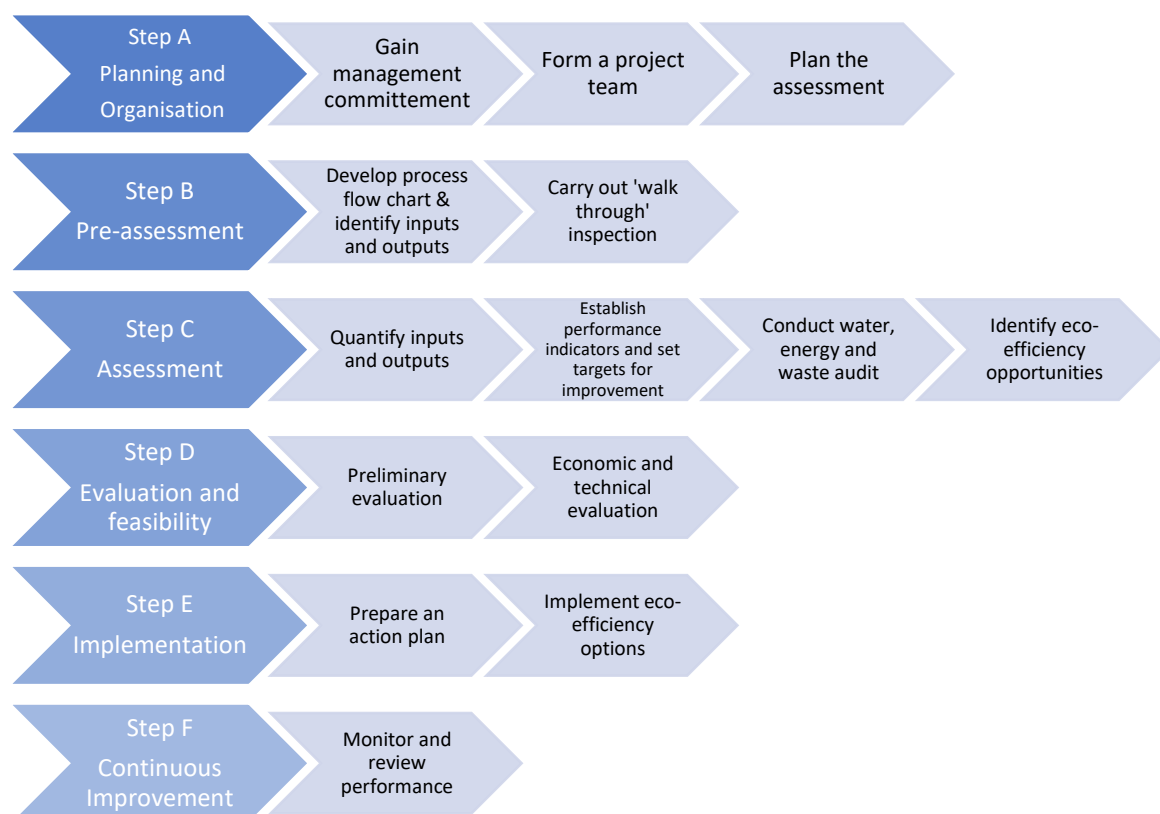 Step A
Planning and
Organisation
Gain
management
committement
Form a project
team
Plan the
assessment
Step B
Pre-assessment
Develop process
flow chart &
identify inputs
and outputs
Carry out 'walk
through'
inspection
Step C
Assessment
Quantify inputs
and outputs
Establish
performance
indicators and set
targets for
improvement
Conduct water,
energy and
waste audit
Identify eco-
efficiency
opportunities
Step D
Evaluation and
feasibility
Preliminary
evaluation
Economic and
technical
evaluation
Step E
Implementation
Prepare an
action plan
Implement eco-
efficiency
options
Step F
Continuous
Improvement
Monitor and
review
performance